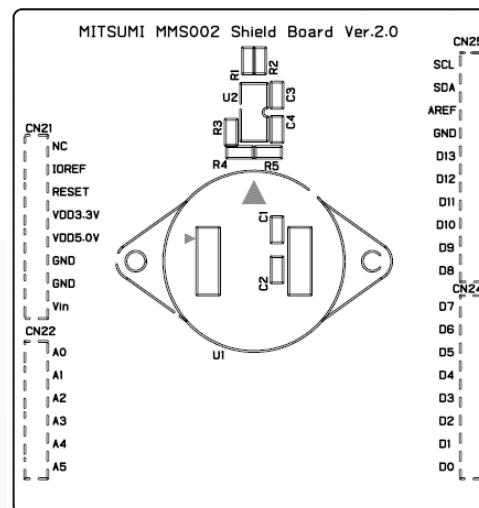 MITSUMI MMS002 Shield Board Ver.2.0
R1
R2
U2
C3
C4
R3
R4
R5
C1
C2
U1
CN21
NC
IOREF
RESET
VDD3.3V
VDD5.0V
GND
GND
Vin
CN22
A0
A1
A2
A3
A4
A5
CN25
SCL
SDA
AREF
GND
D13
D12
D11
D10
D9
D8
CN24
D7
D6
D5
D4
D3
D2
D1
D0